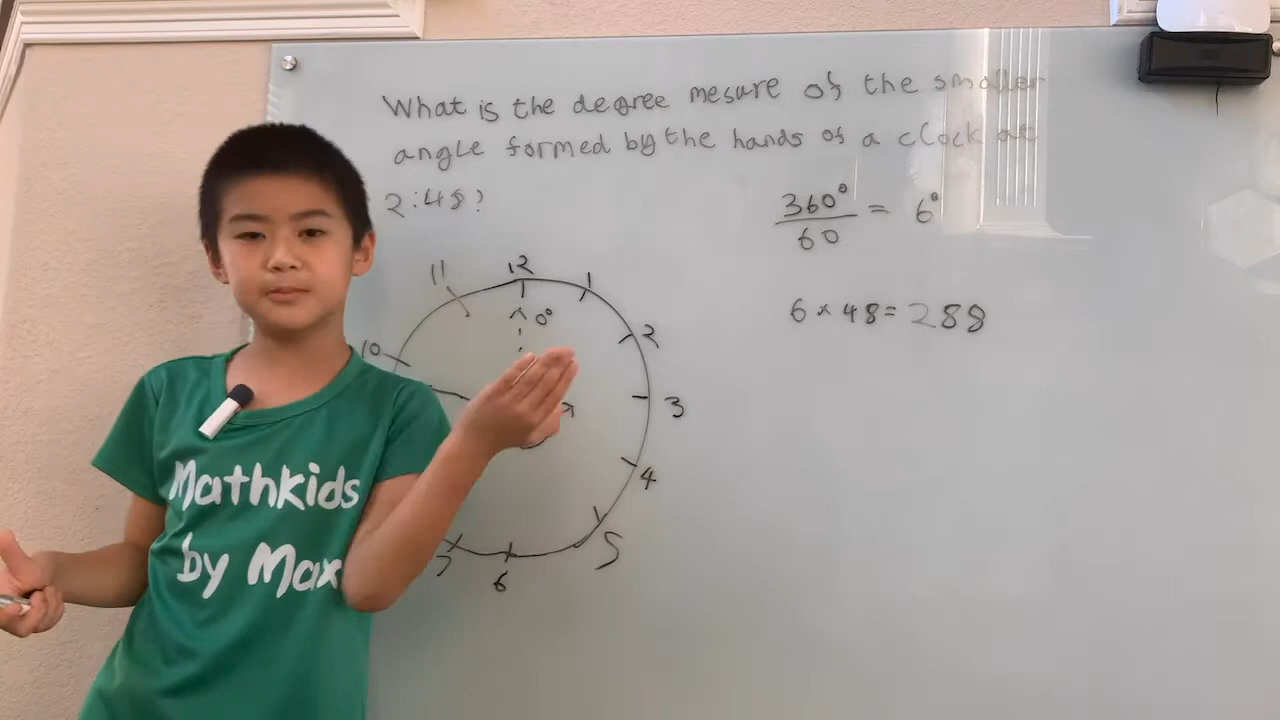 What is the degree mesure of the smaller
angle formed by the hands of a clock at
2:48?
360° / 60 = 6°
6 × 48 = 288
11
12
1
0°
10
2
3
4
7
6
5
Mathkids
by Max